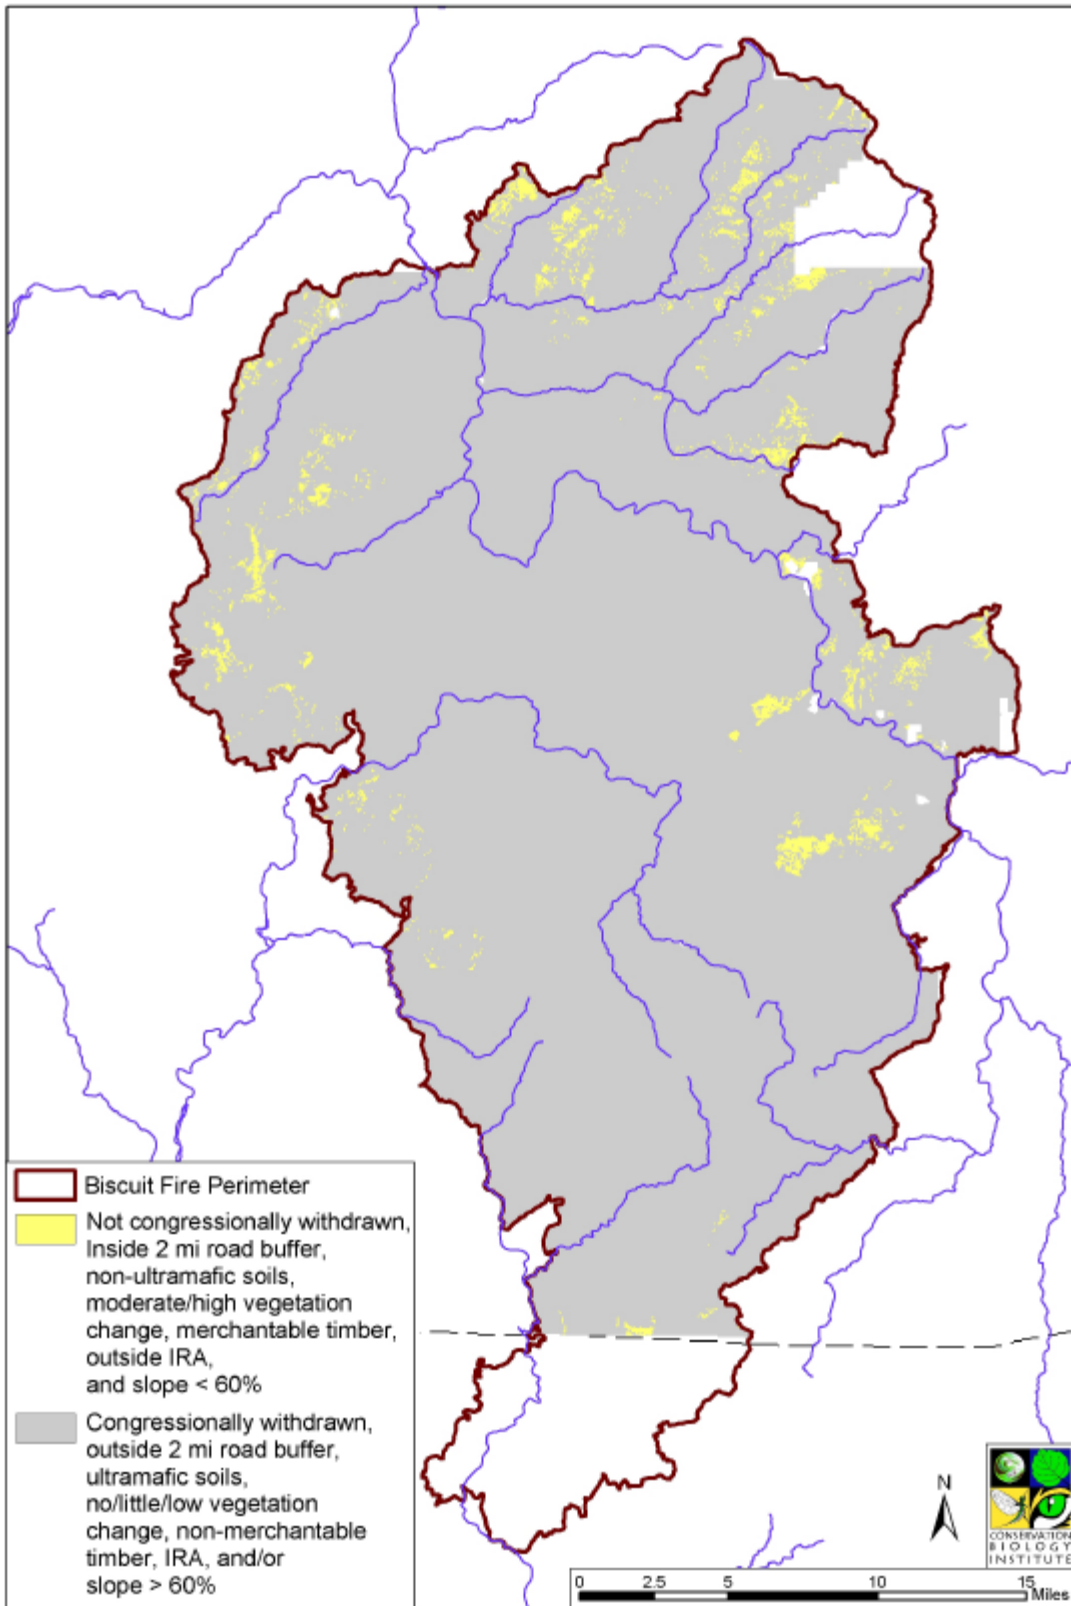 Biscuit Fire Perimeter
Not congressionally withdrawn,
Inside 2 mi road buffer,
non-ultramafic soils,
moderate/high vegetation
change, merchantable timber,
outside IRA,
and slope < 60%
Congressionally withdrawn,
outside 2 mi road buffer,
ultramafic soils,
no/little/low vegetation
change, non-merchantable
timber, IRA, and/or
slope > 60%
N
CONSERVATION
BIOLOGY
INSTITUTE
0 2.5 5 10 15
Miles